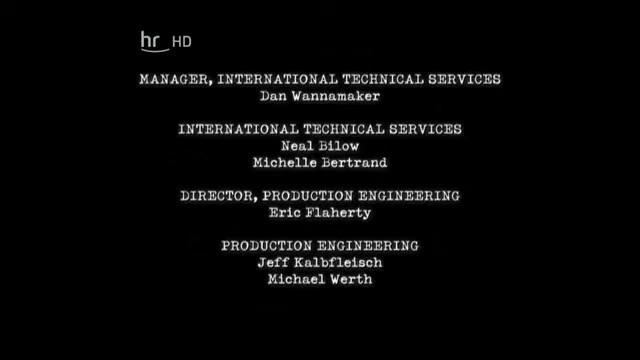 hr HD
MANAGER, INTERNATIONAL TECHNICAL SERVICES
Dan Wannamaker
INTERNATIONAL TECHNICAL SERVICES
Neal Bilow
Michelle Bertrand
DIRECTOR, PRODUCTION ENGINEERING
Eric Flaherty
PRODUCTION ENGINEERING
Jeff Kalbfleisch
Michael Werth